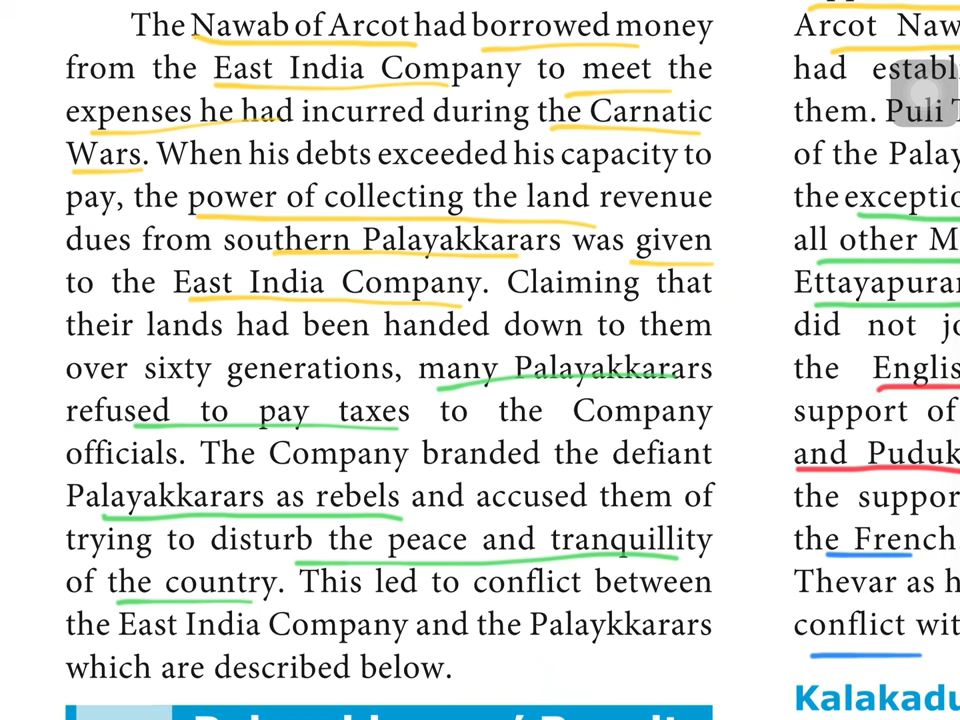 The Nawab of Arcot had borrowed money
from the East India Company to meet the
expenses he had incurred during the Carnatic
Wars. When his debts exceeded his capacity to
pay, the power of collecting the land revenue
dues from southern Palayakkarars was given
to the East India Company. Claiming that
their lands had been handed down to them
over sixty generations, many Palayakkarars
refused to pay taxes to the Company
officials. The Company branded the defiant
Palayakkarars as rebels and accused them of
trying to disturb the peace and tranquillity
of the country. This led to conflict between
the East India Company and the Palaykkarars
which are described below.
Arcot Naw
had establ
them. Puli T
of the Palay
the exceptio
all other M
Ettayapuram
did not jo
the Englis
support of
and Puduk
the suppor
the French.
Thevar as h
conflict wit
Kalakadu